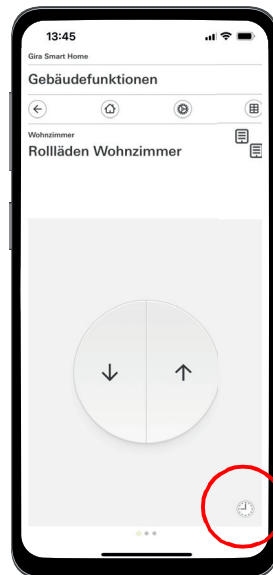 13:45
Gira Smart Home
Gebäudefunktionen
Wohnzimmer
Rollläden Wohnzimmer